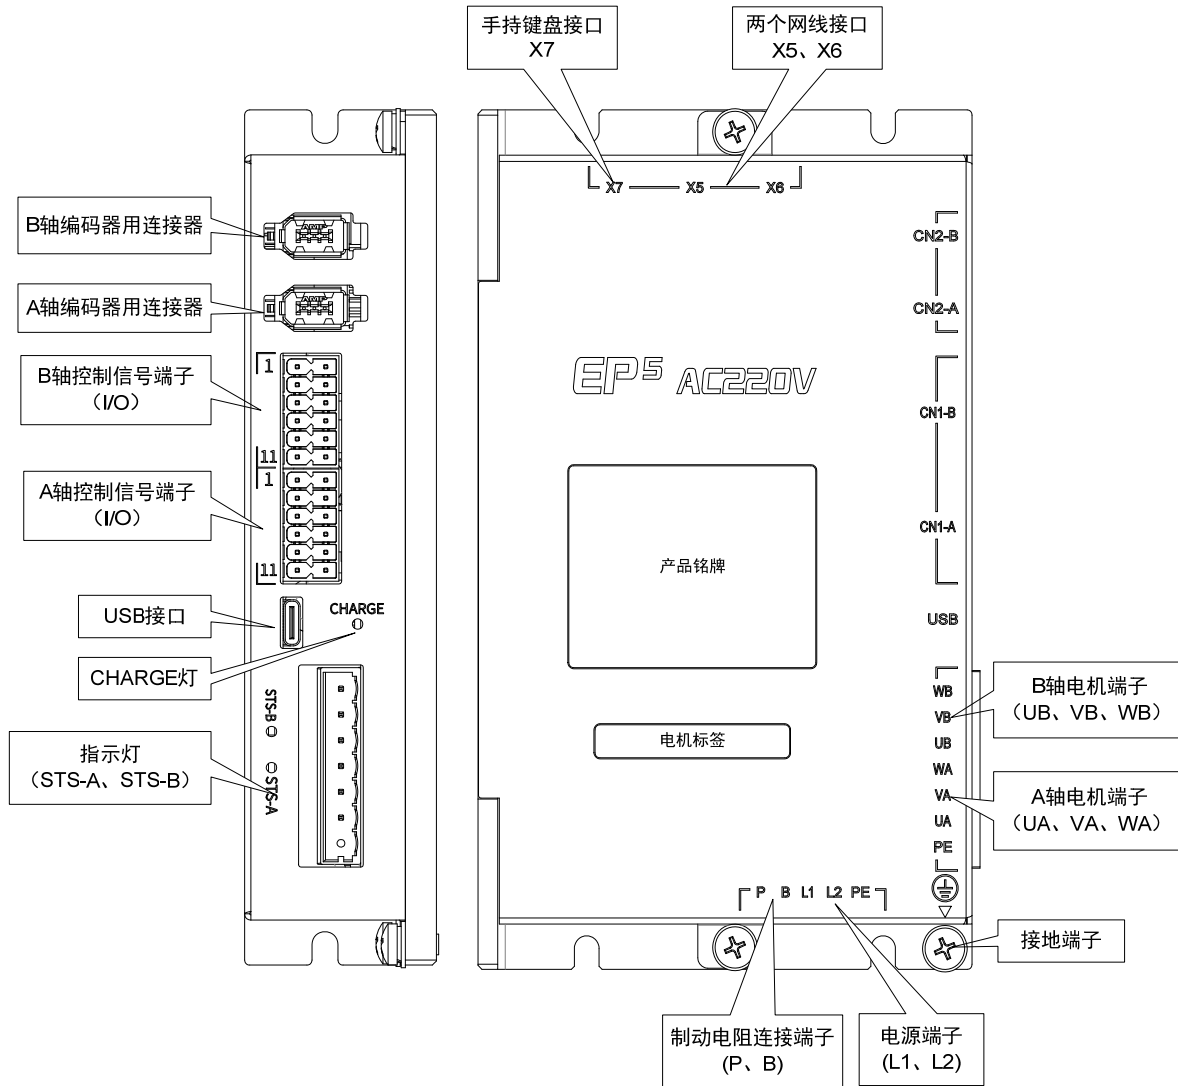 手持键盘接口
X7
两个网线接口
X5、X6
X7
X5
X6
B轴编码器用连接器
AMP
CN2-B
A轴编码器用连接器
AMP
CN2-A
B轴控制信号端子
（I/O）
1
11
EP5 AC220V
CN1-B
A轴控制信号端子
（I/O）
1
11
CN1-A
产品铭牌
USB接口
CHARGE
USB
CHARGE灯
STS-B
STS-A
指示灯
（STS-A、STS-B）
电机标签
WB
VB
UB
WA
VA
UA
PE
B轴电机端子
（UB、VB、WB）
A轴电机端子
（UA、VA、WA）
P B L1 L2 PE
接地端子
制动电阻连接端子
(P、B)
电源端子
(L1、L2)